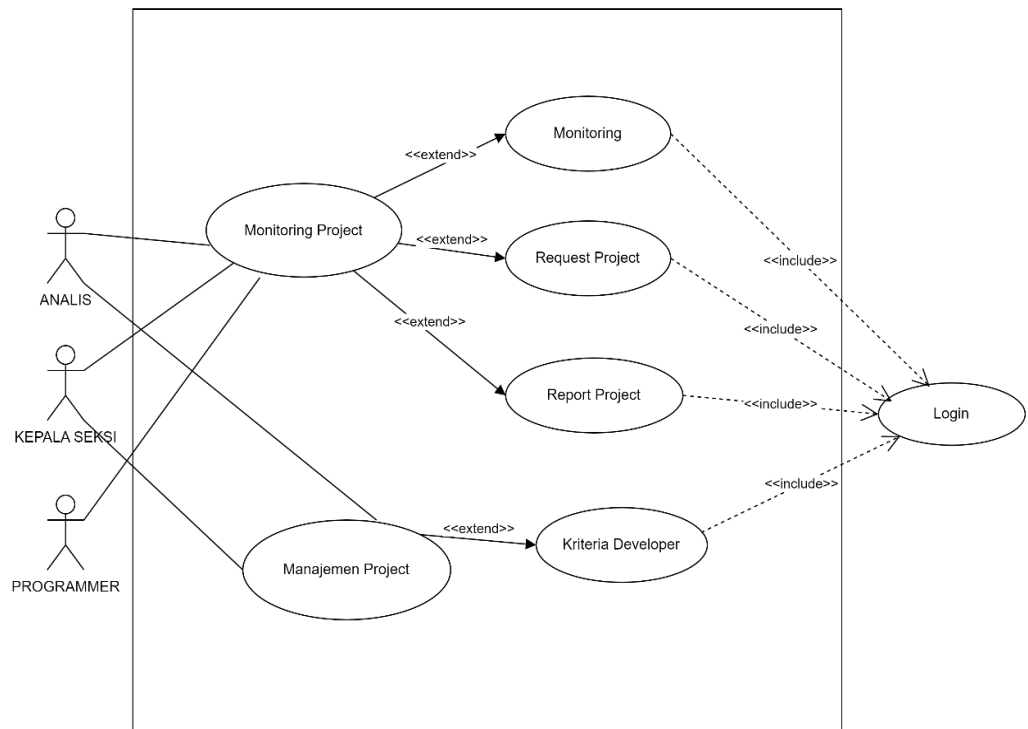 Monitoring
<<extend>>
Monitoring Project
<<extend>>
Request Project
<<include>>
ANALIS
<<extend>>
<<include>>
Report Project
<<include>>
Login
KEPALA SEKSI
<<include>>
<<extend>>
Kriteria Developer
Manajemen Project
PROGRAMMER